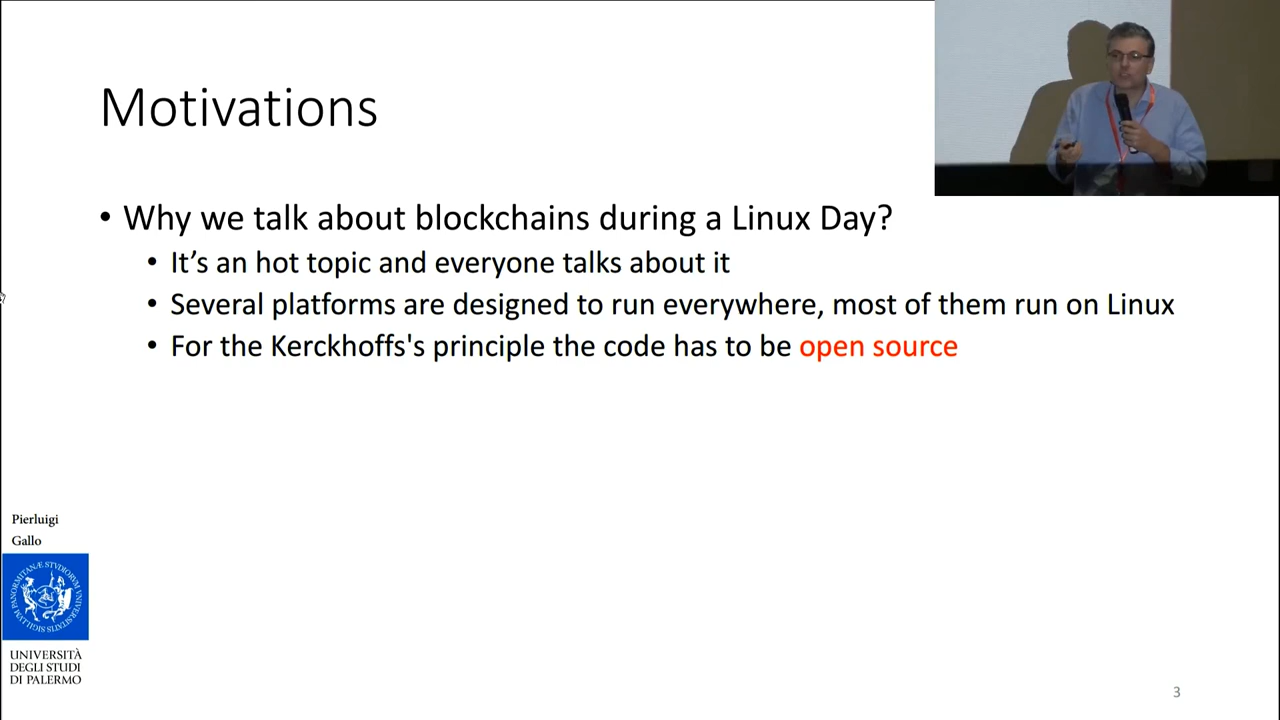 Motivations
• Why we talk about blockchains during a Linux Day?
• It’s an hot topic and everyone talks about it
• Several platforms are designed to run everywhere, most of them run on Linux
• For the Kerckhoffs's principle the code has to be open source
Pierluigi
Gallo
UNIVERSITÀ
DEGLI STUDI
DI PALERMO
3